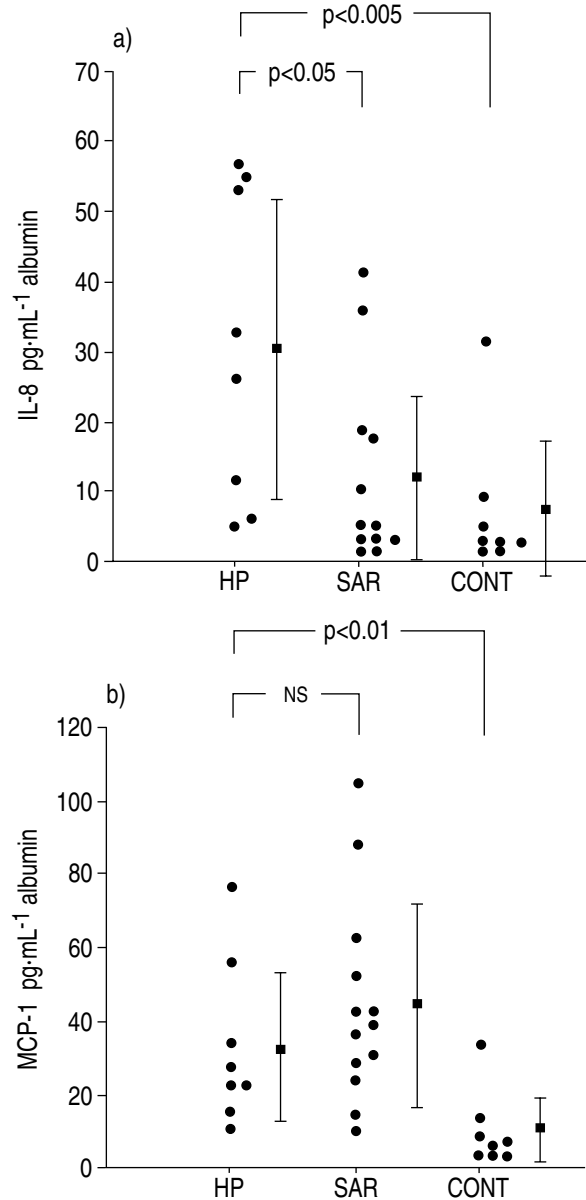 p<0.005
a)
p<0.05
70
60
50
40
30
20
10
0
IL-8 pg·mL-1 albumin
HP SAR CONT
p<0.01
b)
NS
120
100
80
60
40
20
0
MCP-1 pg·mL-1 albumin
HP SAR CONT